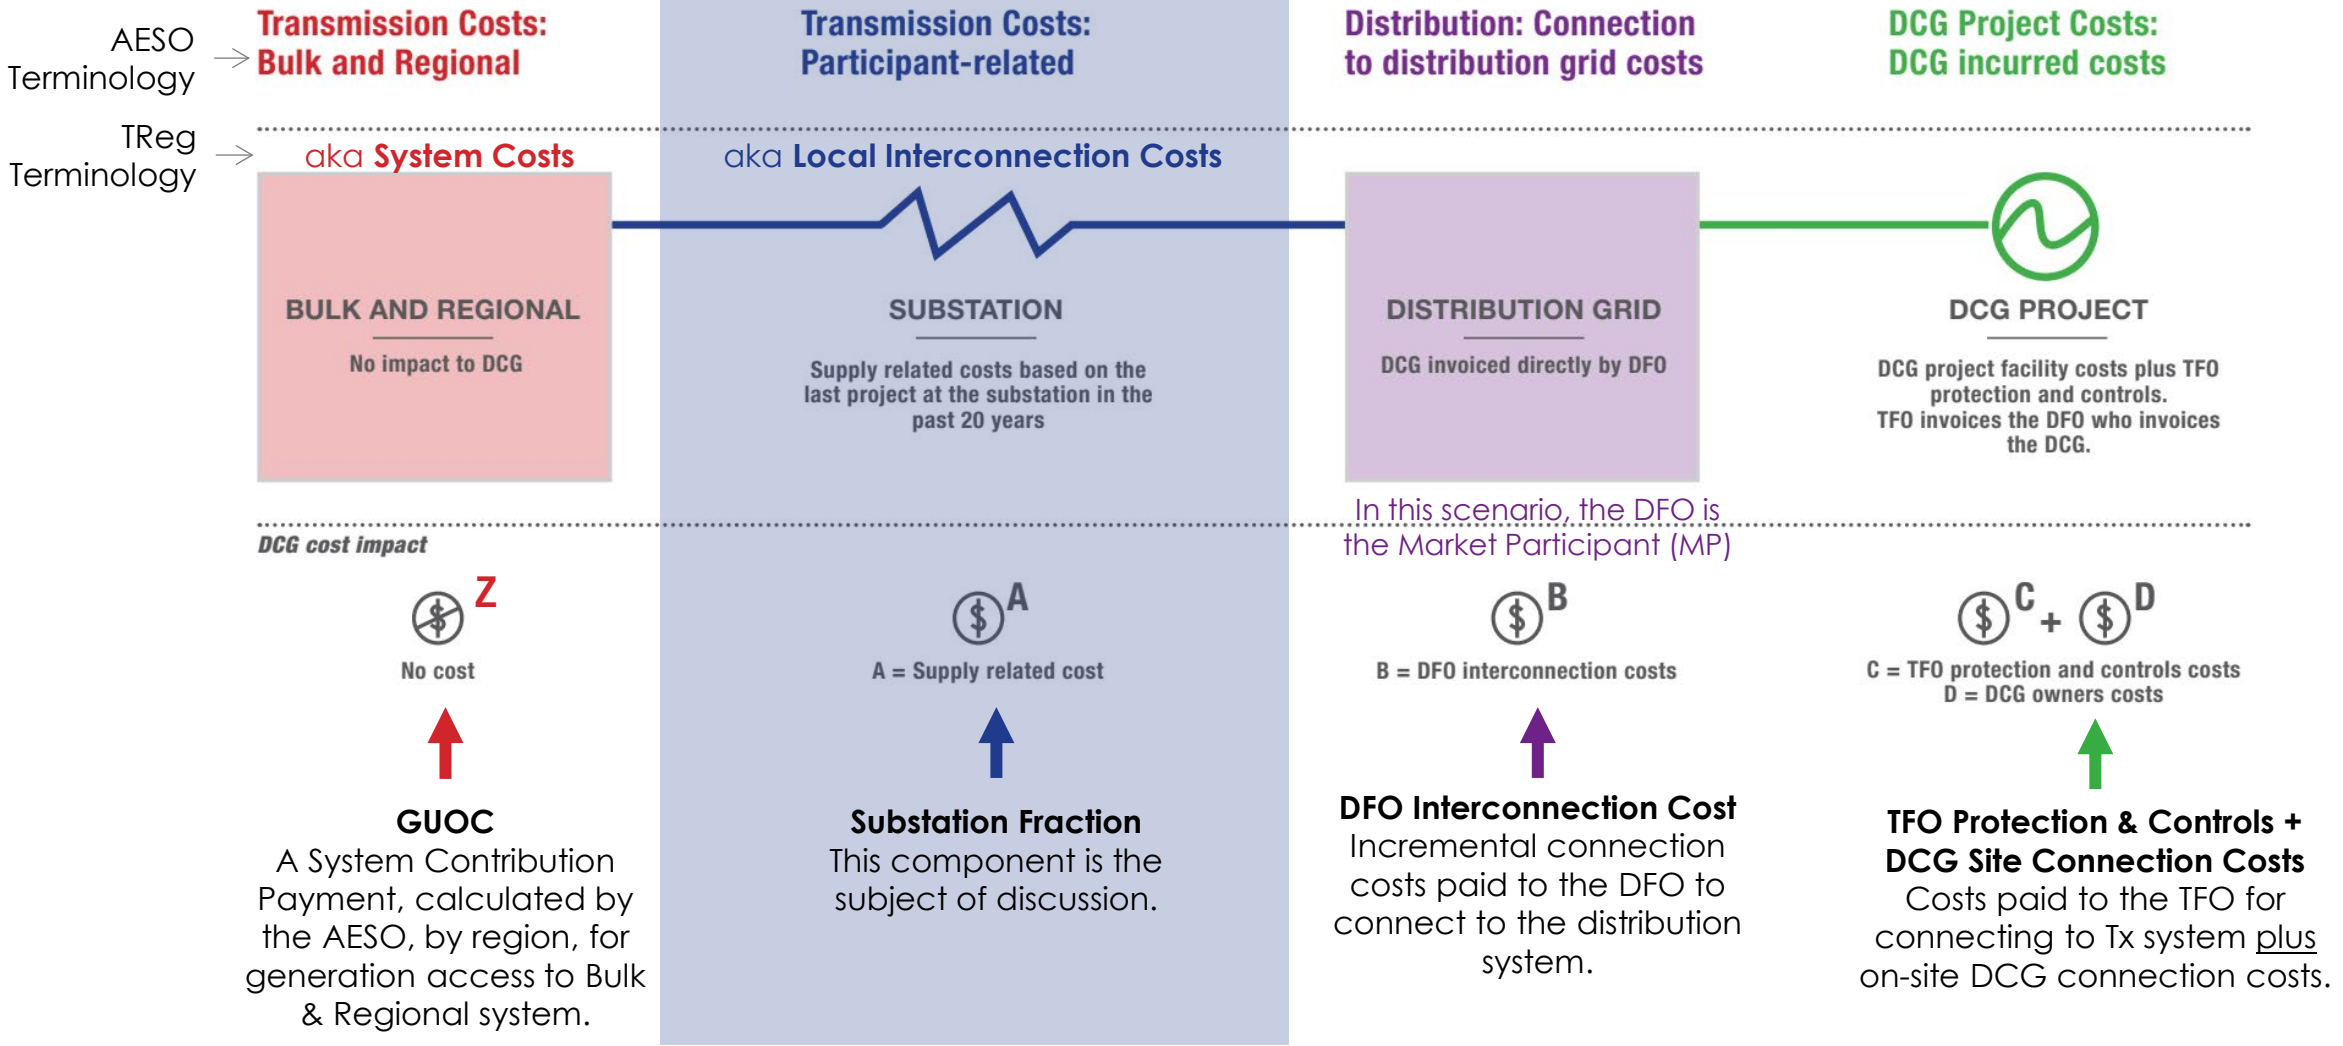 AESO
Terminology
Transmission Costs:
Bulk and Regional
Transmission Costs:
Participant-related
Distribution: Connection
to distribution grid costs
DCG Project Costs:
DCG incurred costs
TReg
Terminology
aka System Costs
aka Local Interconnection Costs
BULK AND REGIONAL
No impact to DCG
SUBSTATION
Supply related costs based on the
last project at the substation in the
past 20 years
DISTRIBUTION GRID
DCG invoiced directly by DFO
DCG PROJECT
DCG project facility costs plus TFO
protection and controls.
TFO invoices the DFO who invoices
the DCG.
In this scenario, the DFO is
the Market Participant (MP)
DCG cost impact
$ Z
No cost
$ A
A = Supply related cost
$ B
B = DFO interconnection costs
$ C + $ D
C = TFO protection and controls costs
D = DCG owners costs
GUOC
A System Contribution
Payment, calculated by
the AESO, by region, for
generation access to Bulk
& Regional system.
Substation Fraction
This component is the
subject of discussion.
DFO Interconnection Cost
Incremental connection
costs paid to the DFO to
connect to the distribution
system.
TFO Protection & Controls +
DCG Site Connection Costs
Costs paid to the TFO for
connecting to Tx system plus
on-site DCG connection costs.